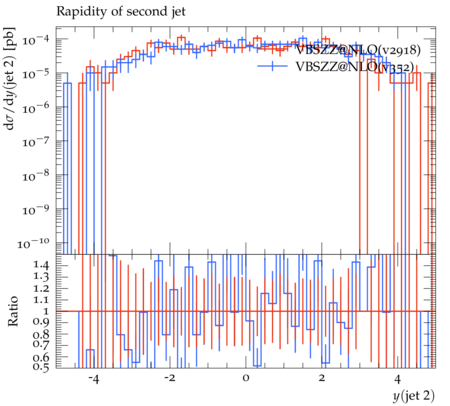 Rapidity of second jet
dσ/dy(jet 2) [pb]
10⁻⁴
10⁻⁵
10⁻⁶
10⁻⁷
10⁻⁸
10⁻⁹
10⁻¹⁰
VBSZZ@NLO(v2918)
VBSZZ@NLO(v352)
Ratio
1.4
1.3
1.2
1.1
1
0.9
0.8
0.7
0.6
0.5
-4 -2 0 2 4
y(jet 2)